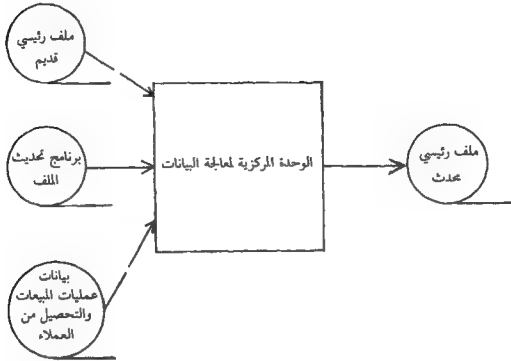 ملف رئيسي
قديم
برنامج تحديث
الملف
الوحدة المركزية لمعالجة البيانات
ملف رئيسي
محدث
بيانات
عمليات المبيعات
والتحصيل من
العملاء